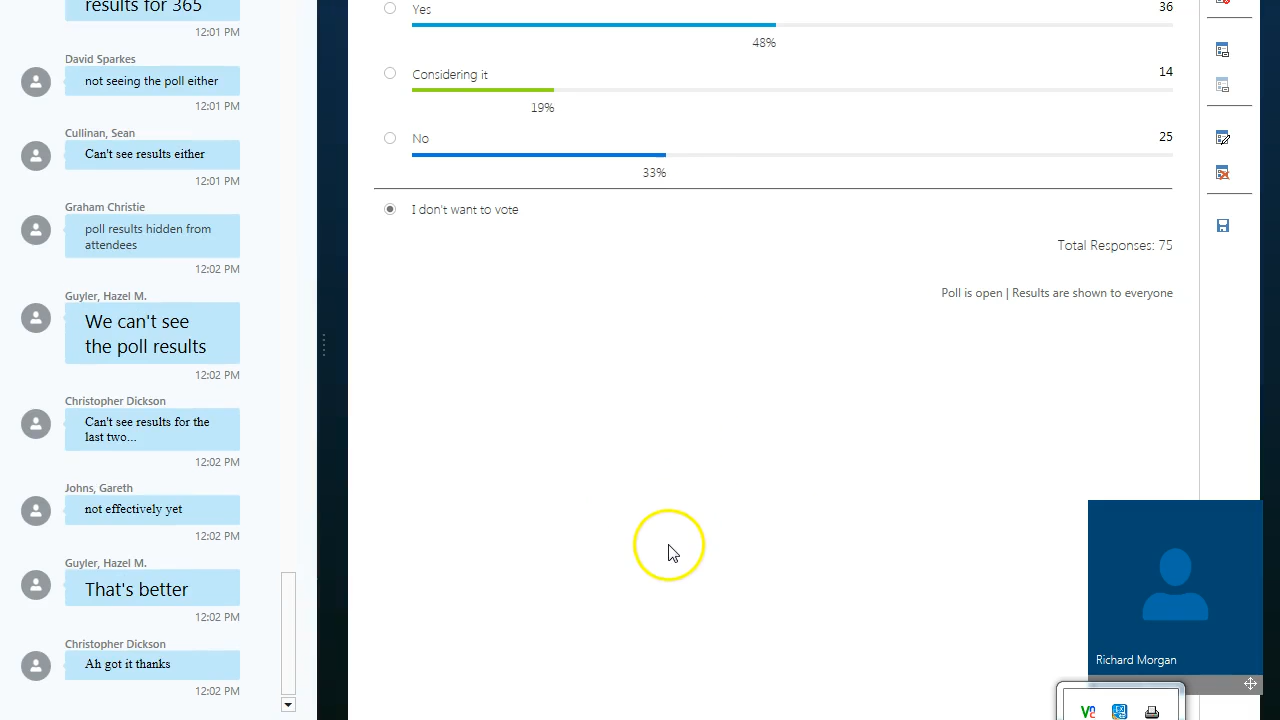 results for 365
12:01 PM
David Sparkes
not seeing the poll either
12:01 PM
Cullinan, Sean
Can't see results either
12:01 PM
Graham Christie
poll results hidden from
attendees
12:02 PM
Guyler, Hazel M.
We can't see
the poll results
12:02 PM
Christopher Dickson
Can't see results for the
last two...
12:02 PM
Johns, Gareth
not effectively yet
12:02 PM
Guyler, Hazel M.
That's better
12:02 PM
Christopher Dickson
Ah got it thanks
12:02 PM
Yes 36
48%
Considering it 14
19%
No 25
33%
I don't want to vote
Total Responses: 75
Poll is open | Results are shown to everyone
Richard Morgan